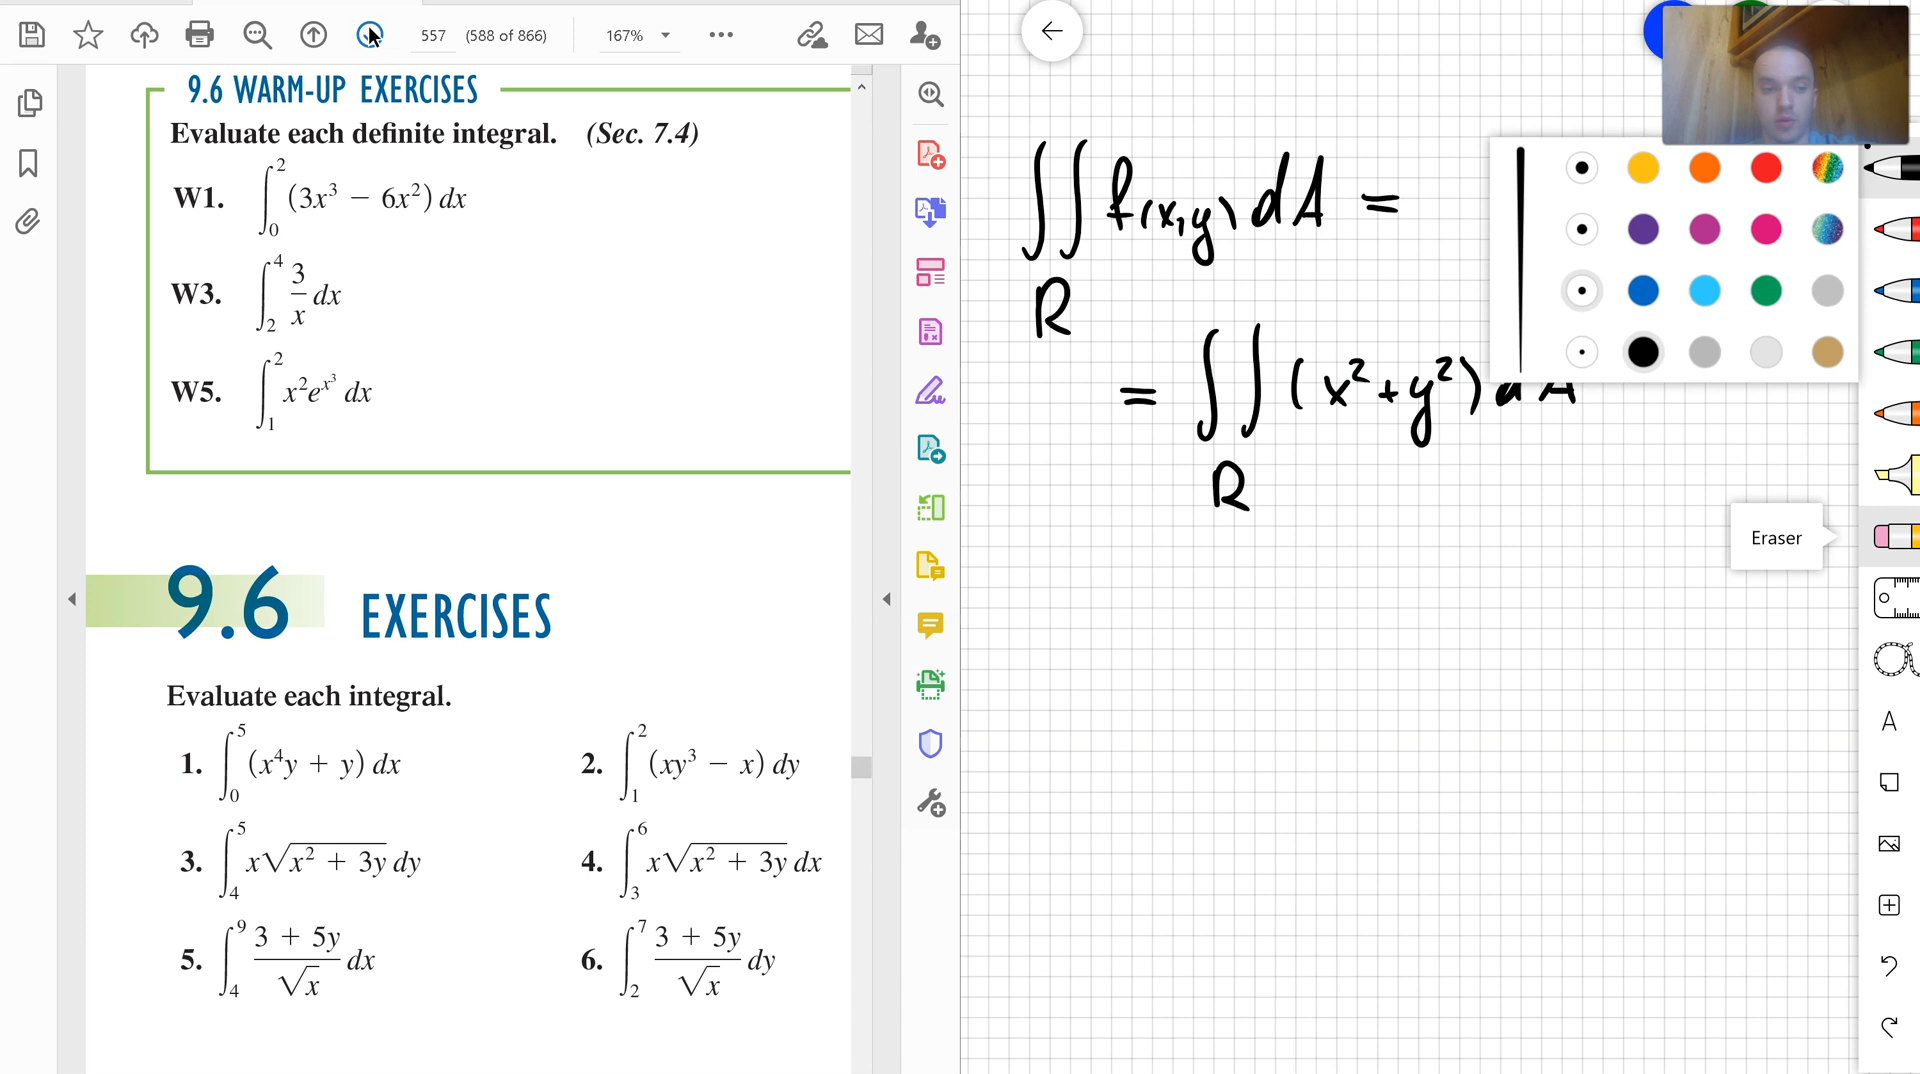 557 (588 of 866) 167%
9.6 WARM-UP EXERCISES
Evaluate each definite integral. (Sec. 7.4)
W1. ∫₀² (3x³ − 6x²) dx
W3. ∫₂⁴ 3/x dx
W5. ∫₁² x²e^(x³) dx
9.6 EXERCISES
Evaluate each integral.
1. ∫₀⁵ (x⁴y + y) dx
2. ∫₁² (xy³ − x) dy
3. ∫₄⁵ x√(x² + 3y) dy
4. ∫₃⁶ x√(x² + 3y) dx
5. ∫₄⁹ (3 + 5y)/√x dx
6. ∫₂⁷ (3 + 5y)/√x dy
∫∫ f(x,y) dA =
R
= ∫∫ (x²+y²) dA
R
Eraser
A